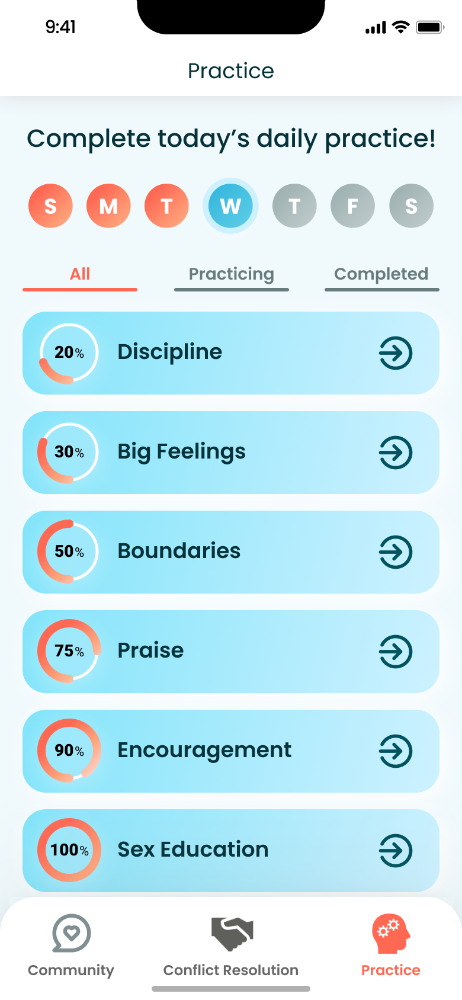 9:41
Practice
Complete today’s daily practice!
S M T W T F S
All Practicing Completed
20% Discipline
30% Big Feelings
50% Boundaries
75% Praise
90% Encouragement
100% Sex Education
Community Conflict Resolution Practice